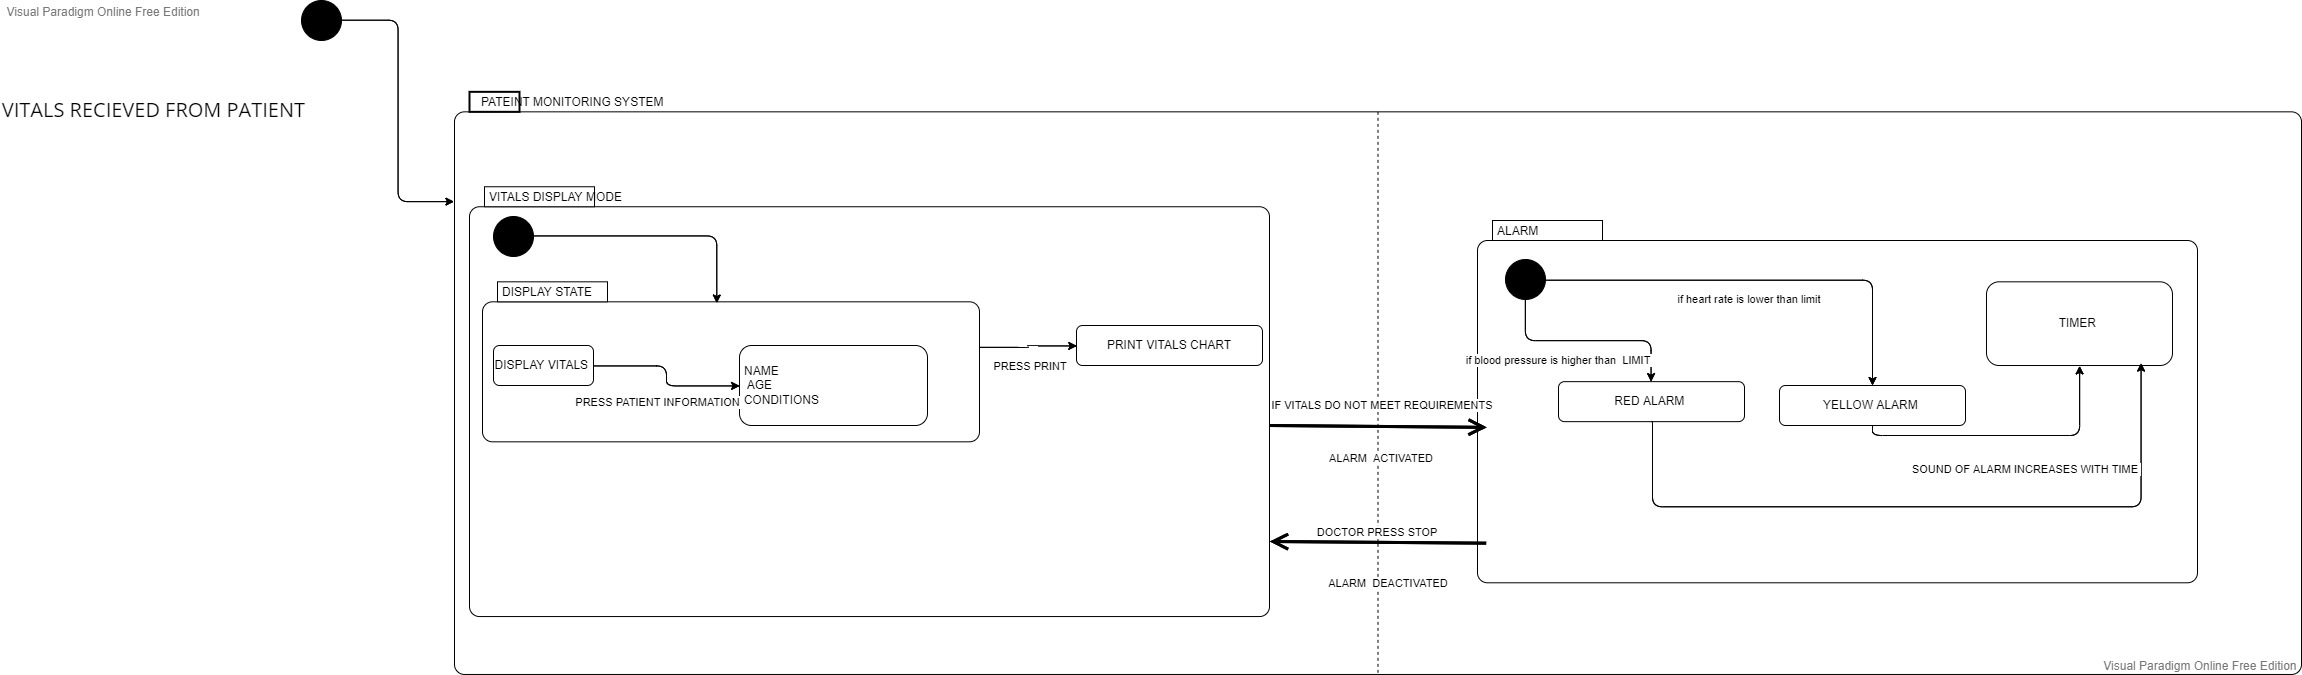 Visual Paradigm Online Free Edition
VITALS RECIEVED FROM PATIENT
PATEINT MONITORING SYSTEM
VITALS DISPLAY MODE
DISPLAY STATE
DISPLAY VITALS
PRESS PATIENT INFORMATION
NAME
AGE
CONDITIONS
PRESS PRINT
PRINT VITALS CHART
IF VITALS DO NOT MEET REQUIREMENTS
ALARM ACTIVATED
DOCTOR PRESS STOP
ALARM DEACTIVATED
ALARM
if heart rate is lower than limit
if blood pressure is higher than LIMIT
RED ALARM
YELLOW ALARM
TIMER
SOUND OF ALARM INCREASES WITH TIME
Visual Paradigm Online Free Edition